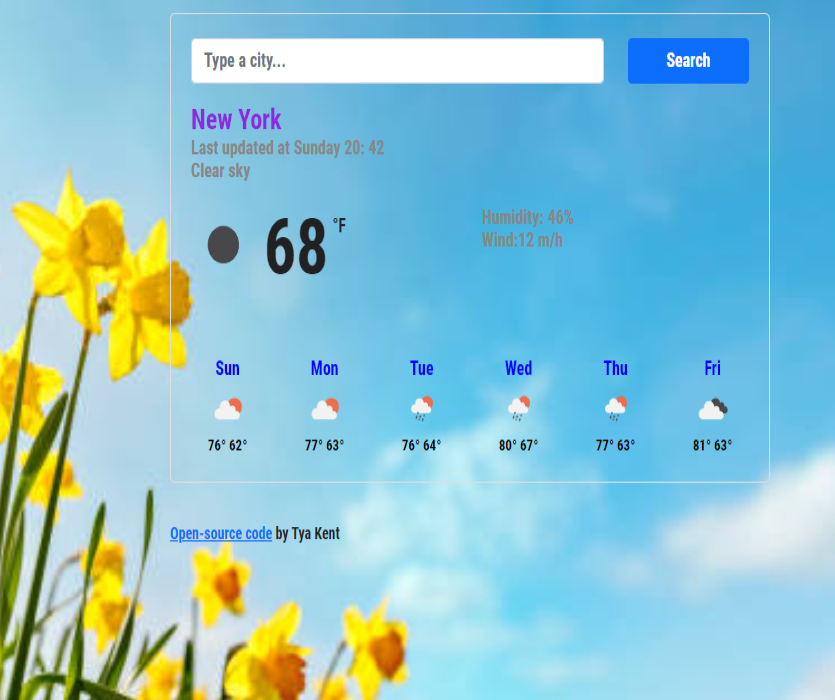 Type a city...
Search
New York
Last updated at Sunday 20: 42
Clear sky
68 °F
Humidity: 46%
Wind:12 m/h
Sun Mon Tue Wed Thu Fri
76° 62° 77° 63° 76° 64° 80° 67° 77° 63° 81° 63°
Open-source code by Tya Kent